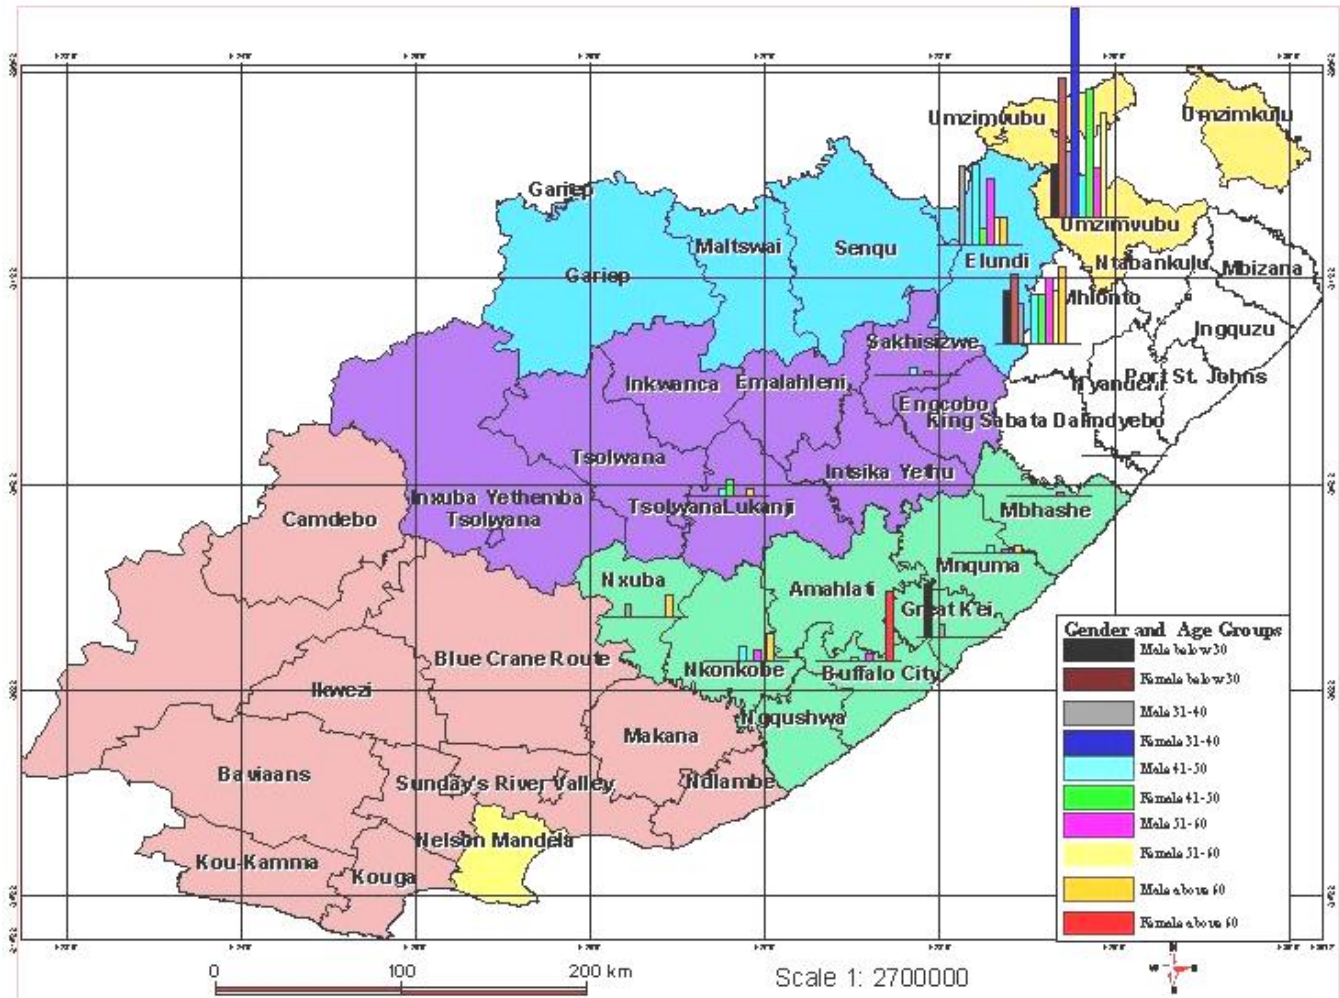 Umzimvubu
Umzimkulu
Gariep
Umzimvubu
Maltswai
Senqu
Elundi
Ntabankulu
Mbizana
Gariep
Mhlonto
Ingquzu
Sakhisizwe
Inkwanca
Emalahleni
Port St. Johns
Engcobo
King Sabata Dalindyebo
Tsolwana
Intsika Yethu
Inxuba Yethemba
Tsolwana
Tsolwana
Lukanji
Mbhashe
Camdebo
Mnquma
Nxuba
Amahlati
Great Kei
Blue Crane Route
Nkonkobe
Buffalo City
Ikwezi
Ngqushwa
Makana
Baviaans
Sunday's River Valley
Ndlambe
Nelson Mandela
Kou-Kamma
Kouga
Gender and Age Groups
Male below 30
Female below 30
Male 31-40
Female 31-40
Male 41-50
Female 41-50
Male 51-60
Female 51-60
Male above 60
Female above 60
0 100 200 km
Scale 1: 2700000